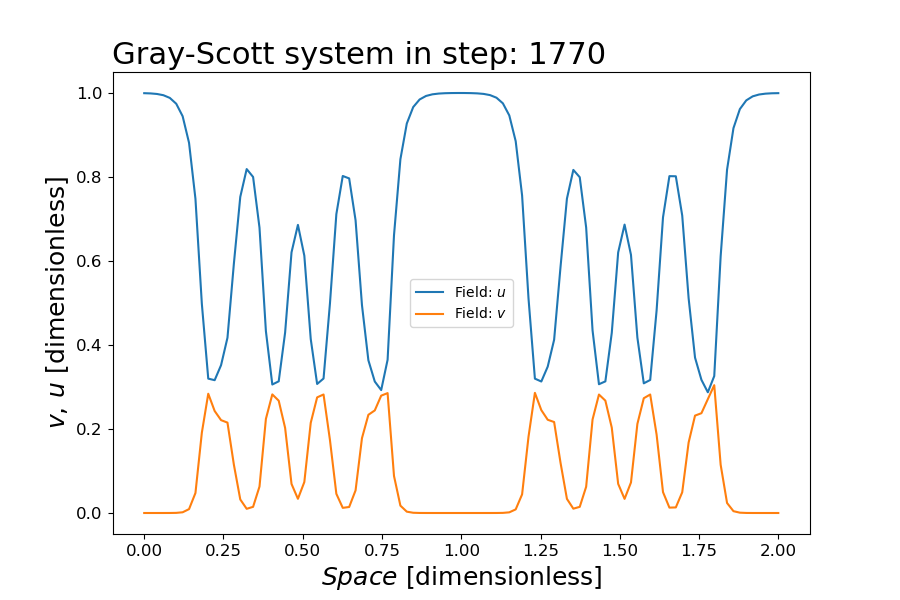 Gray-Scott system in step: 1770
1.0
0.8
0.6
0.4
0.2
0.0
v, u [dimensionless]
Field: u
Field: v
0.00 0.25 0.50 0.75 1.00 1.25 1.50 1.75 2.00
Space [dimensionless]